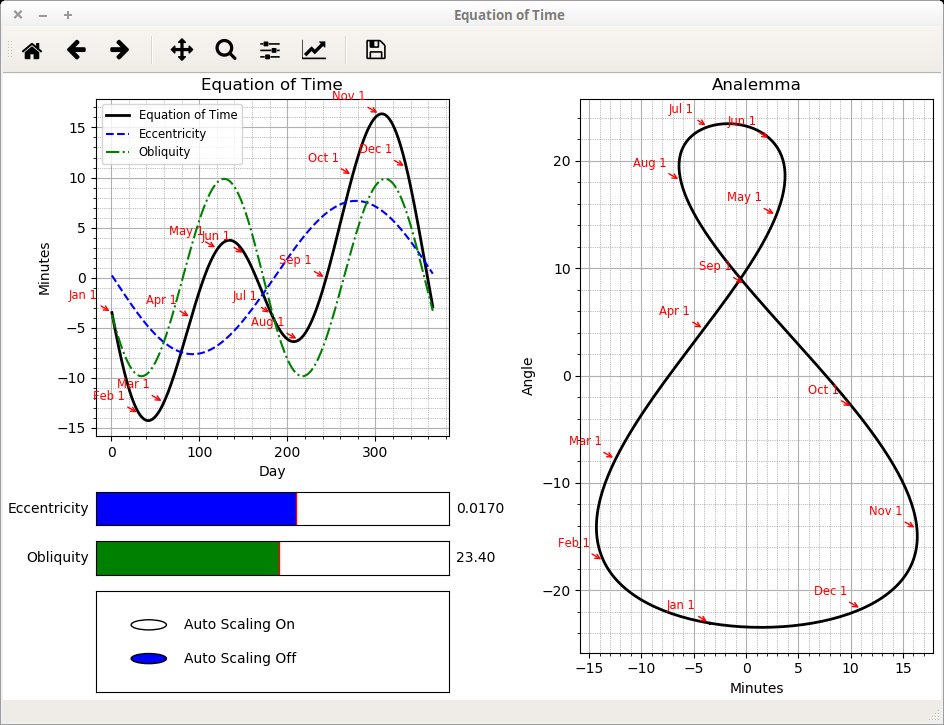 Equation of Time
Equation of Time
Equation of Time
Eccentricity
Obliquity
Nov 1
Oct 1
Dec 1
May 1
Jun 1
Sep 1
Jan 1
Apr 1
Jul 1
Aug 1
Mar 1
Feb 1
15
10
5
0
−5
−10
−15
Minutes
0
100
200
300
Day
Eccentricity
0.0170
Obliquity
23.40
Auto Scaling On
Auto Scaling Off
Analemma
Jul 1
Jun 1
Aug 1
May 1
Sep 1
Apr 1
Oct 1
Mar 1
Nov 1
Feb 1
Dec 1
Jan 1
20
10
0
−10
−20
Angle
−15
−10
−5
0
5
10
15
Minutes